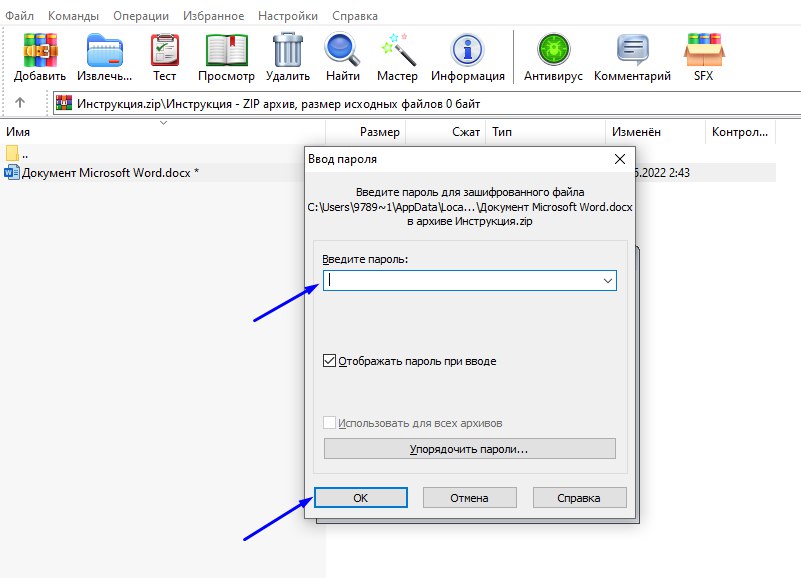 Файл Команды Операции Избранное Настройки Справка
Добавить Извлечь... Тест Просмотр Удалить Найти Мастер Информация Антивирус Комментарий SFX
Инструкция.zip\Инструкция - ZIP архив, размер исходных файлов 0 байт
Имя Размер Сжат Тип Изменён Контрол...
..
Документ Microsoft Word.docx *
.2022 2:43
Ввод пароля
Введите пароль для зашифрованного файла
C:\Users\9789~1\AppData\Loca...\Документ Microsoft Word.docx
в архиве Инструкция.zip
Введите пароль:
Отображать пароль при вводе
Использовать для всех архивов
Упорядочить пароли...
ОК Отмена Справка